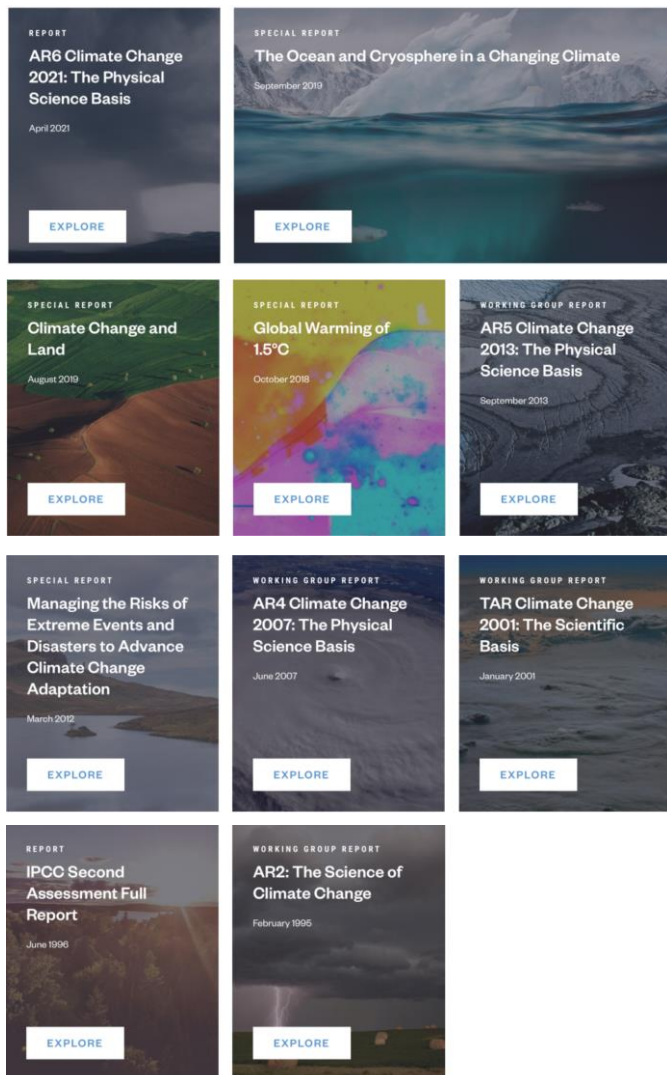 REPORT
AR6 Climate Change
2021: The Physical
Science Basis
April 2021
EXPLORE
SPECIAL REPORT
The Ocean and Cryosphere in a Changing Climate
September 2019
EXPLORE
SPECIAL REPORT
Climate Change and
Land
August 2019
EXPLORE
SPECIAL REPORT
Global Warming of
1.5°C
October 2018
EXPLORE
WORKING GROUP REPORT
AR5 Climate Change
2013: The Physical
Science Basis
September 2013
EXPLORE
SPECIAL REPORT
Managing the Risks of
Extreme Events and
Disasters to Advance
Climate Change
Adaptation
March 2012
EXPLORE
WORKING GROUP REPORT
AR4 Climate Change
2007: The Physical
Science Basis
June 2007
EXPLORE
WORKING GROUP REPORT
TAR Climate Change
2001: The Scientific
Basis
January 2001
EXPLORE
REPORT
IPCC Second
Assessment Full
Report
June 1996
EXPLORE
WORKING GROUP REPORT
AR2: The Science of
Climate Change
February 1995
EXPLORE